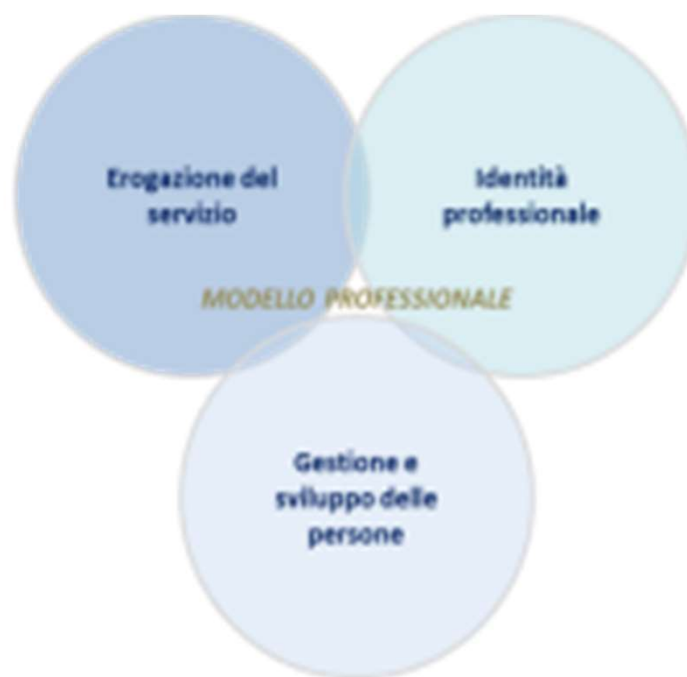 Erogazione del
servizio
Identità
professionale
MODELLO PROFESSIONALE
Gestione e
sviluppo delle
persone